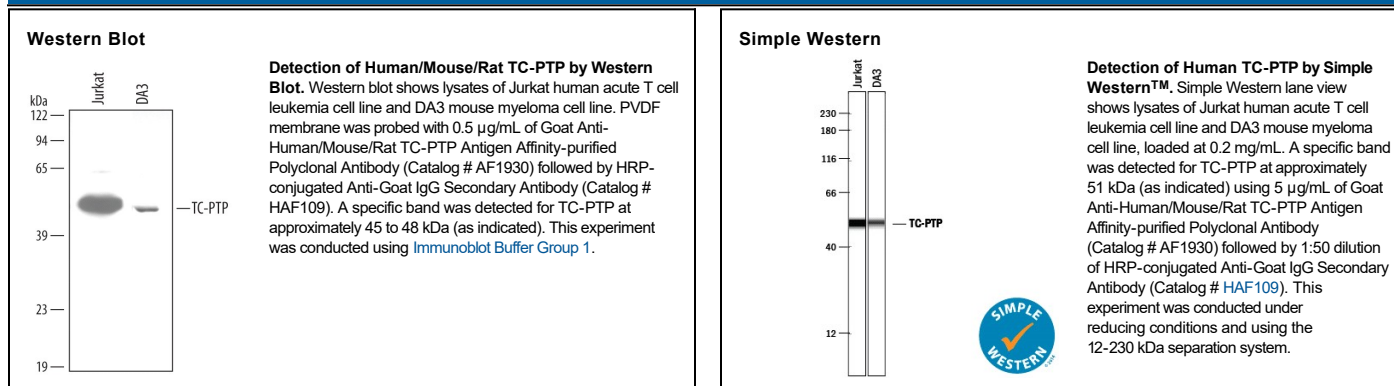 Western Blot
Jurkat
DA3
kDa
122
94
65
39
23
19
TC-PTP
Detection of Human/Mouse/Rat TC-PTP by Western
Blot. Western blot shows lysates of Jurkat human acute T cell
leukemia cell line and DA3 mouse myeloma cell line. PVDF
membrane was probed with 0.5 µg/mL of Goat Anti-
Human/Mouse/Rat TC-PTP Antigen Affinity-purified
Polyclonal Antibody (Catalog # AF1930) followed by HRP-
conjugated Anti-Goat IgG Secondary Antibody (Catalog #
HAF109). A specific band was detected for TC-PTP at
approximately 45 to 48 kDa (as indicated). This experiment
was conducted using Immunoblot Buffer Group 1.
Simple Western
Jurkat
DA3
230
180
116
66
40
12
TC-PTP
SIMPLE
WESTERN
Detection of Human TC-PTP by Simple
Western™. Simple Western lane view
shows lysates of Jurkat human acute T cell
leukemia cell line and DA3 mouse myeloma
cell line, loaded at 0.2 mg/mL. A specific band
was detected for TC-PTP at approximately
51 kDa (as indicated) using 5 µg/mL of Goat
Anti-Human/Mouse/Rat TC-PTP Antigen
Affinity-purified Polyclonal Antibody
(Catalog # AF1930) followed by 1:50 dilution
of HRP-conjugated Anti-Goat IgG Secondary
Antibody (Catalog # HAF109). This
experiment was conducted under
reducing conditions and using the
12-230 kDa separation system.